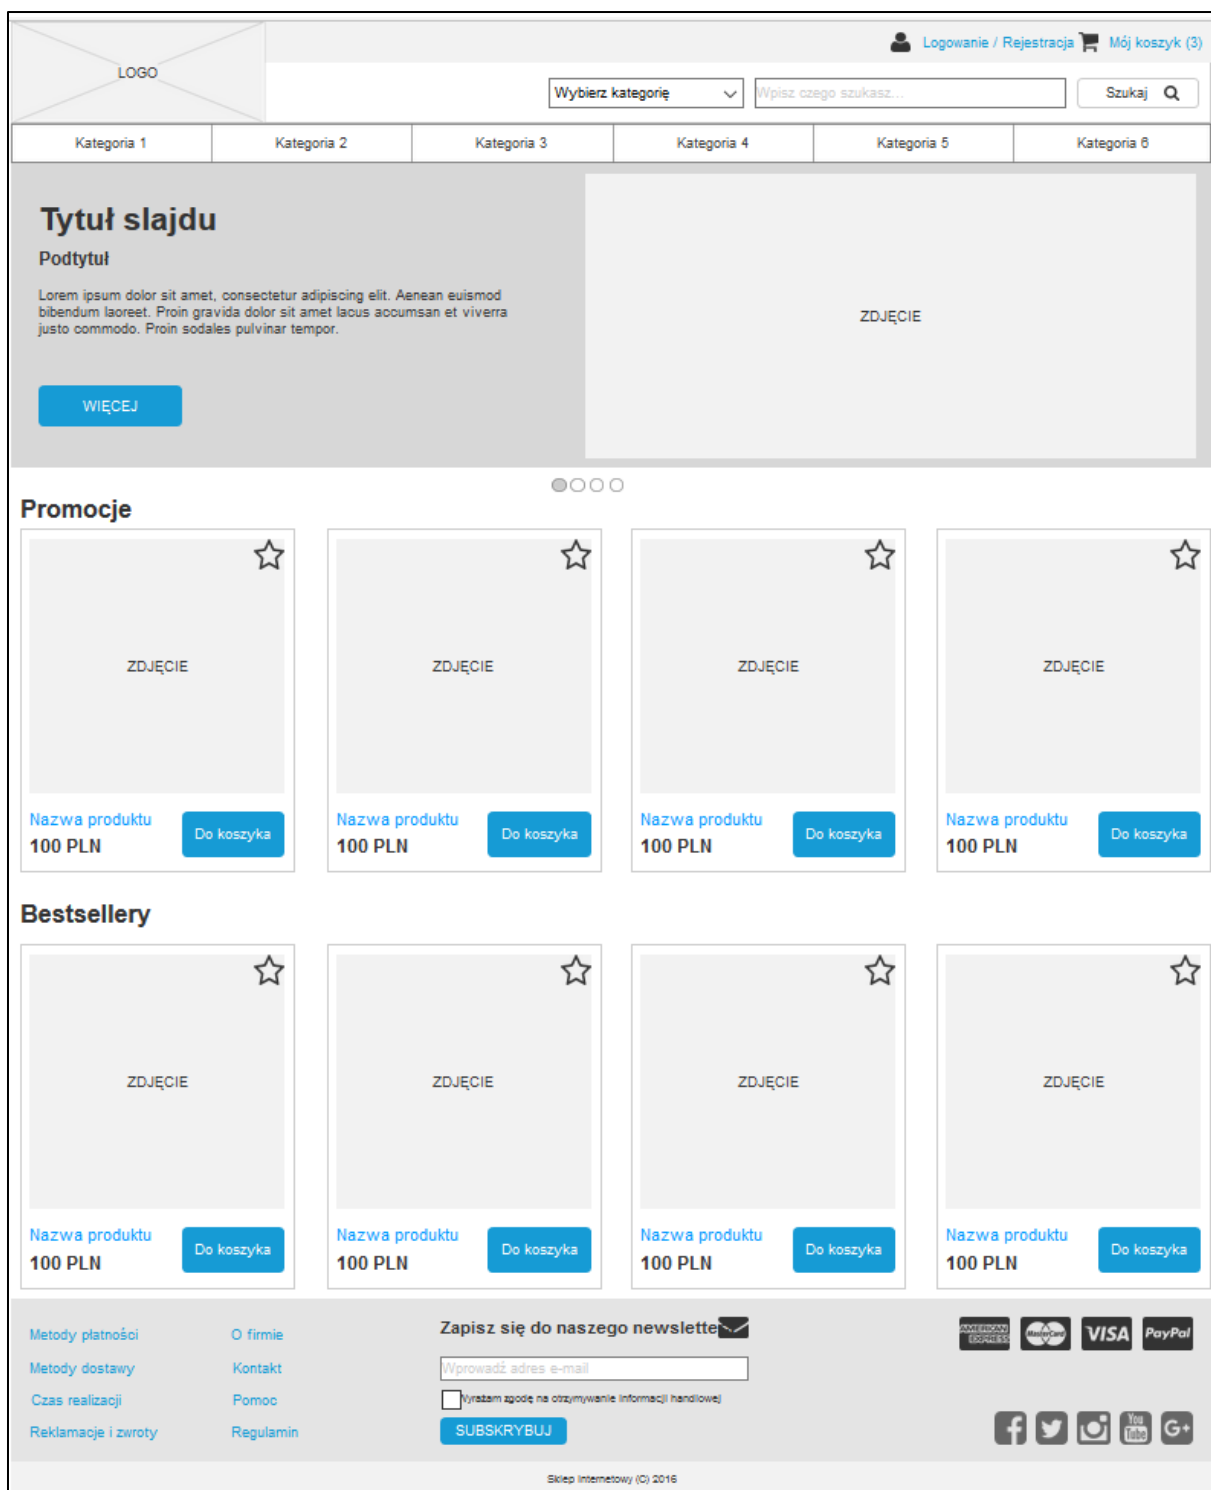 LOGO
Logowanie / Rejestracja Mój koszyk (3)
Wybierz kategorię Wpisz czego szukasz... Szukaj
Kategoria 1 Kategoria 2 Kategoria 3 Kategoria 4 Kategoria 5 Kategoria 6
Tytuł slajdu
Podtytuł
Lorem ipsum dolor sit amet, consectetur adipiscing elit. Aenean euismod
bibendum laoreet. Proin gravida dolor sit amet lacus accumsan et viverra
justo commodo. Proin sodales pulvinar tempor.
ZDJĘCIE
WIĘCEJ
Promocje
ZDJĘCIE ZDJĘCIE ZDJĘCIE ZDJĘCIE
Nazwa produktu Nazwa produktu Nazwa produktu Nazwa produktu
Do koszyka Do koszyka Do koszyka Do koszyka
100 PLN 100 PLN 100 PLN 100 PLN
Bestsellery
ZDJĘCIE ZDJĘCIE ZDJĘCIE ZDJĘCIE
Nazwa produktu Nazwa produktu Nazwa produktu Nazwa produktu
Do koszyka Do koszyka Do koszyka Do koszyka
100 PLN 100 PLN 100 PLN 100 PLN
Metody płatności
Metody dostawy
Czas realizacji
Reklamacje i zwroty
O firmie
Kontakt
Pomoc
Regulamin
Zapisz się do naszego newslette
Wprowadź adres e-mail
Wyrażam zgodę na otrzymywanie informacji handlowej
SUBSKRYBUJ
AMERICAN EXPRESS MasterCard VISA PayPal
f You Tube G+
Sklep internetowy (C) 2016